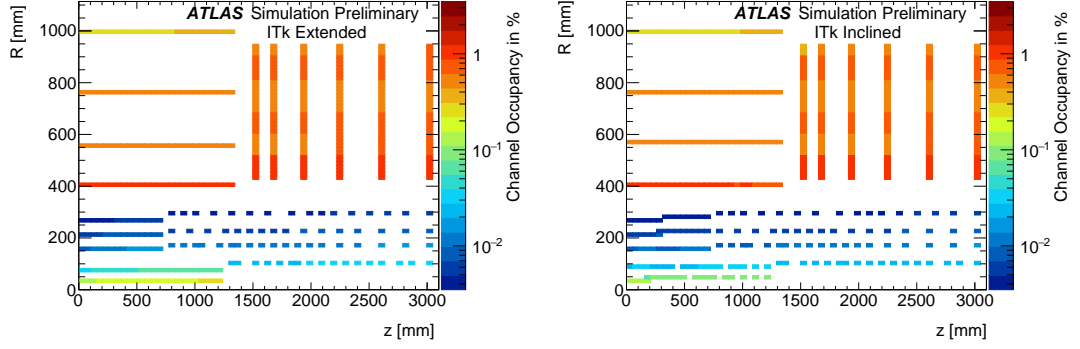 ATLAS Simulation Preliminary
ITk Extended
R [mm]
1000
800
600
400
200
0
0 500 1000 1500 2000 2500 3000
z [mm]
1
10⁻¹
10⁻²
Channel Occupancy in %
ATLAS Simulation Preliminary
ITk Inclined
R [mm]
1000
800
600
400
200
0
0 500 1000 1500 2000 2500 3000
z [mm]
1
10⁻¹
10⁻²
Channel Occupancy in %